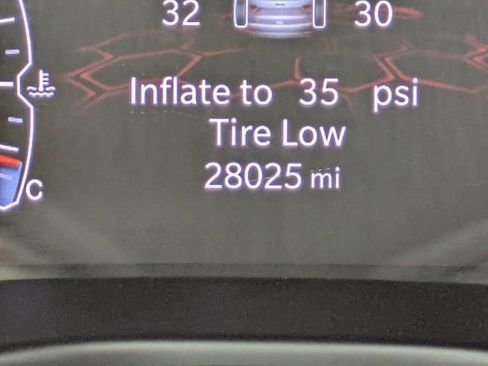 32 30
Inflate to 35 psi
Tire Low
28025 mi
C